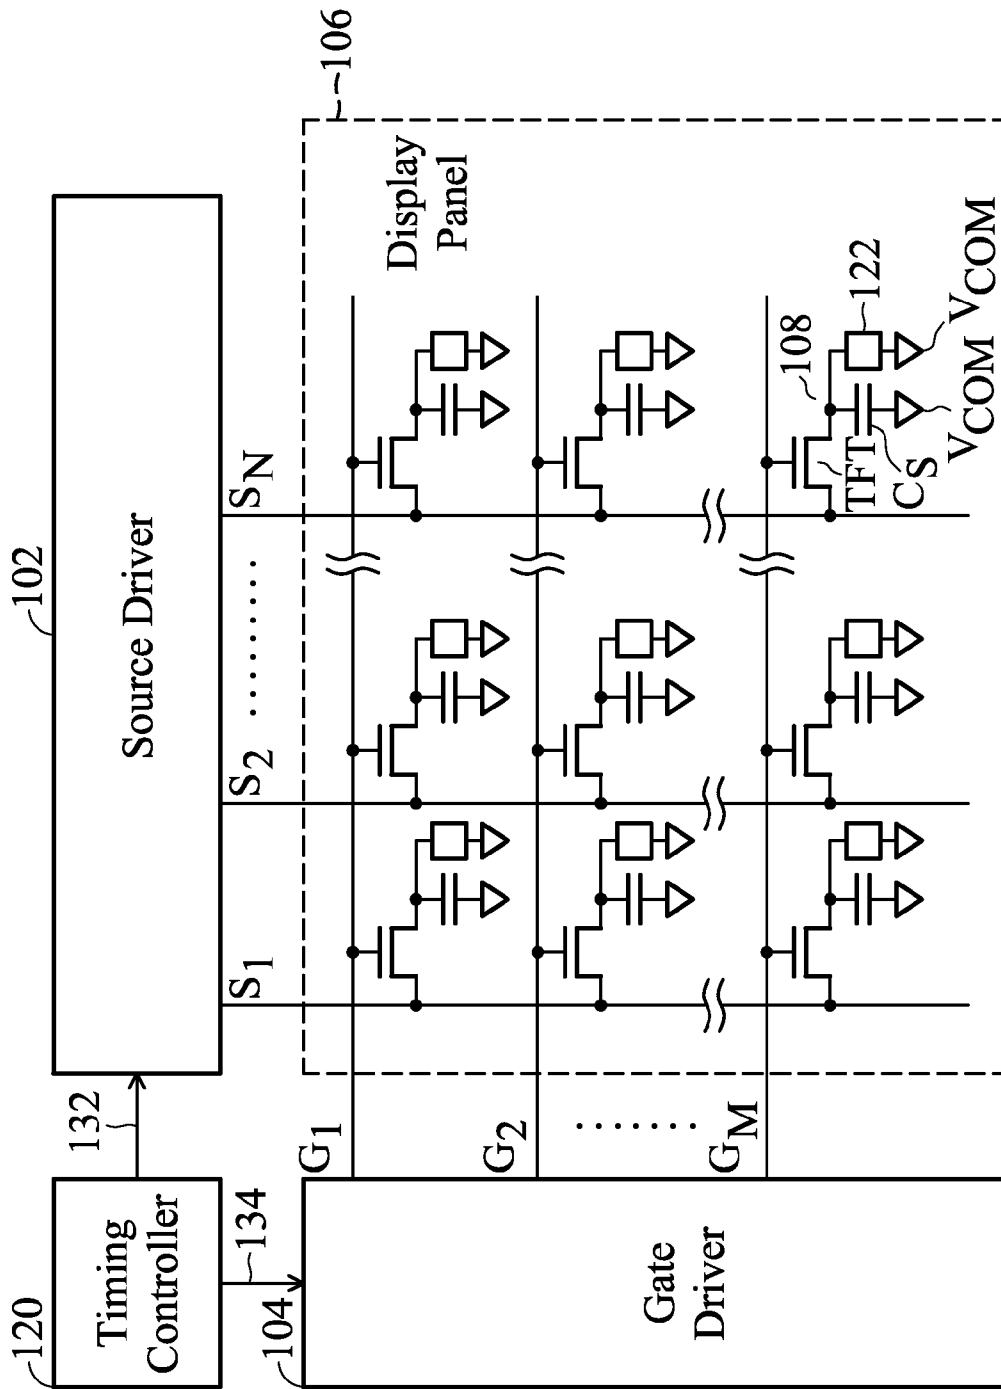 120
Timing
Controller
132
102
Source Driver
134
104
Gate
Driver
S1
S2
SN
106
Display
Panel
G1
G2
GM
108
TFT
CS
122
VCOM
VCOM